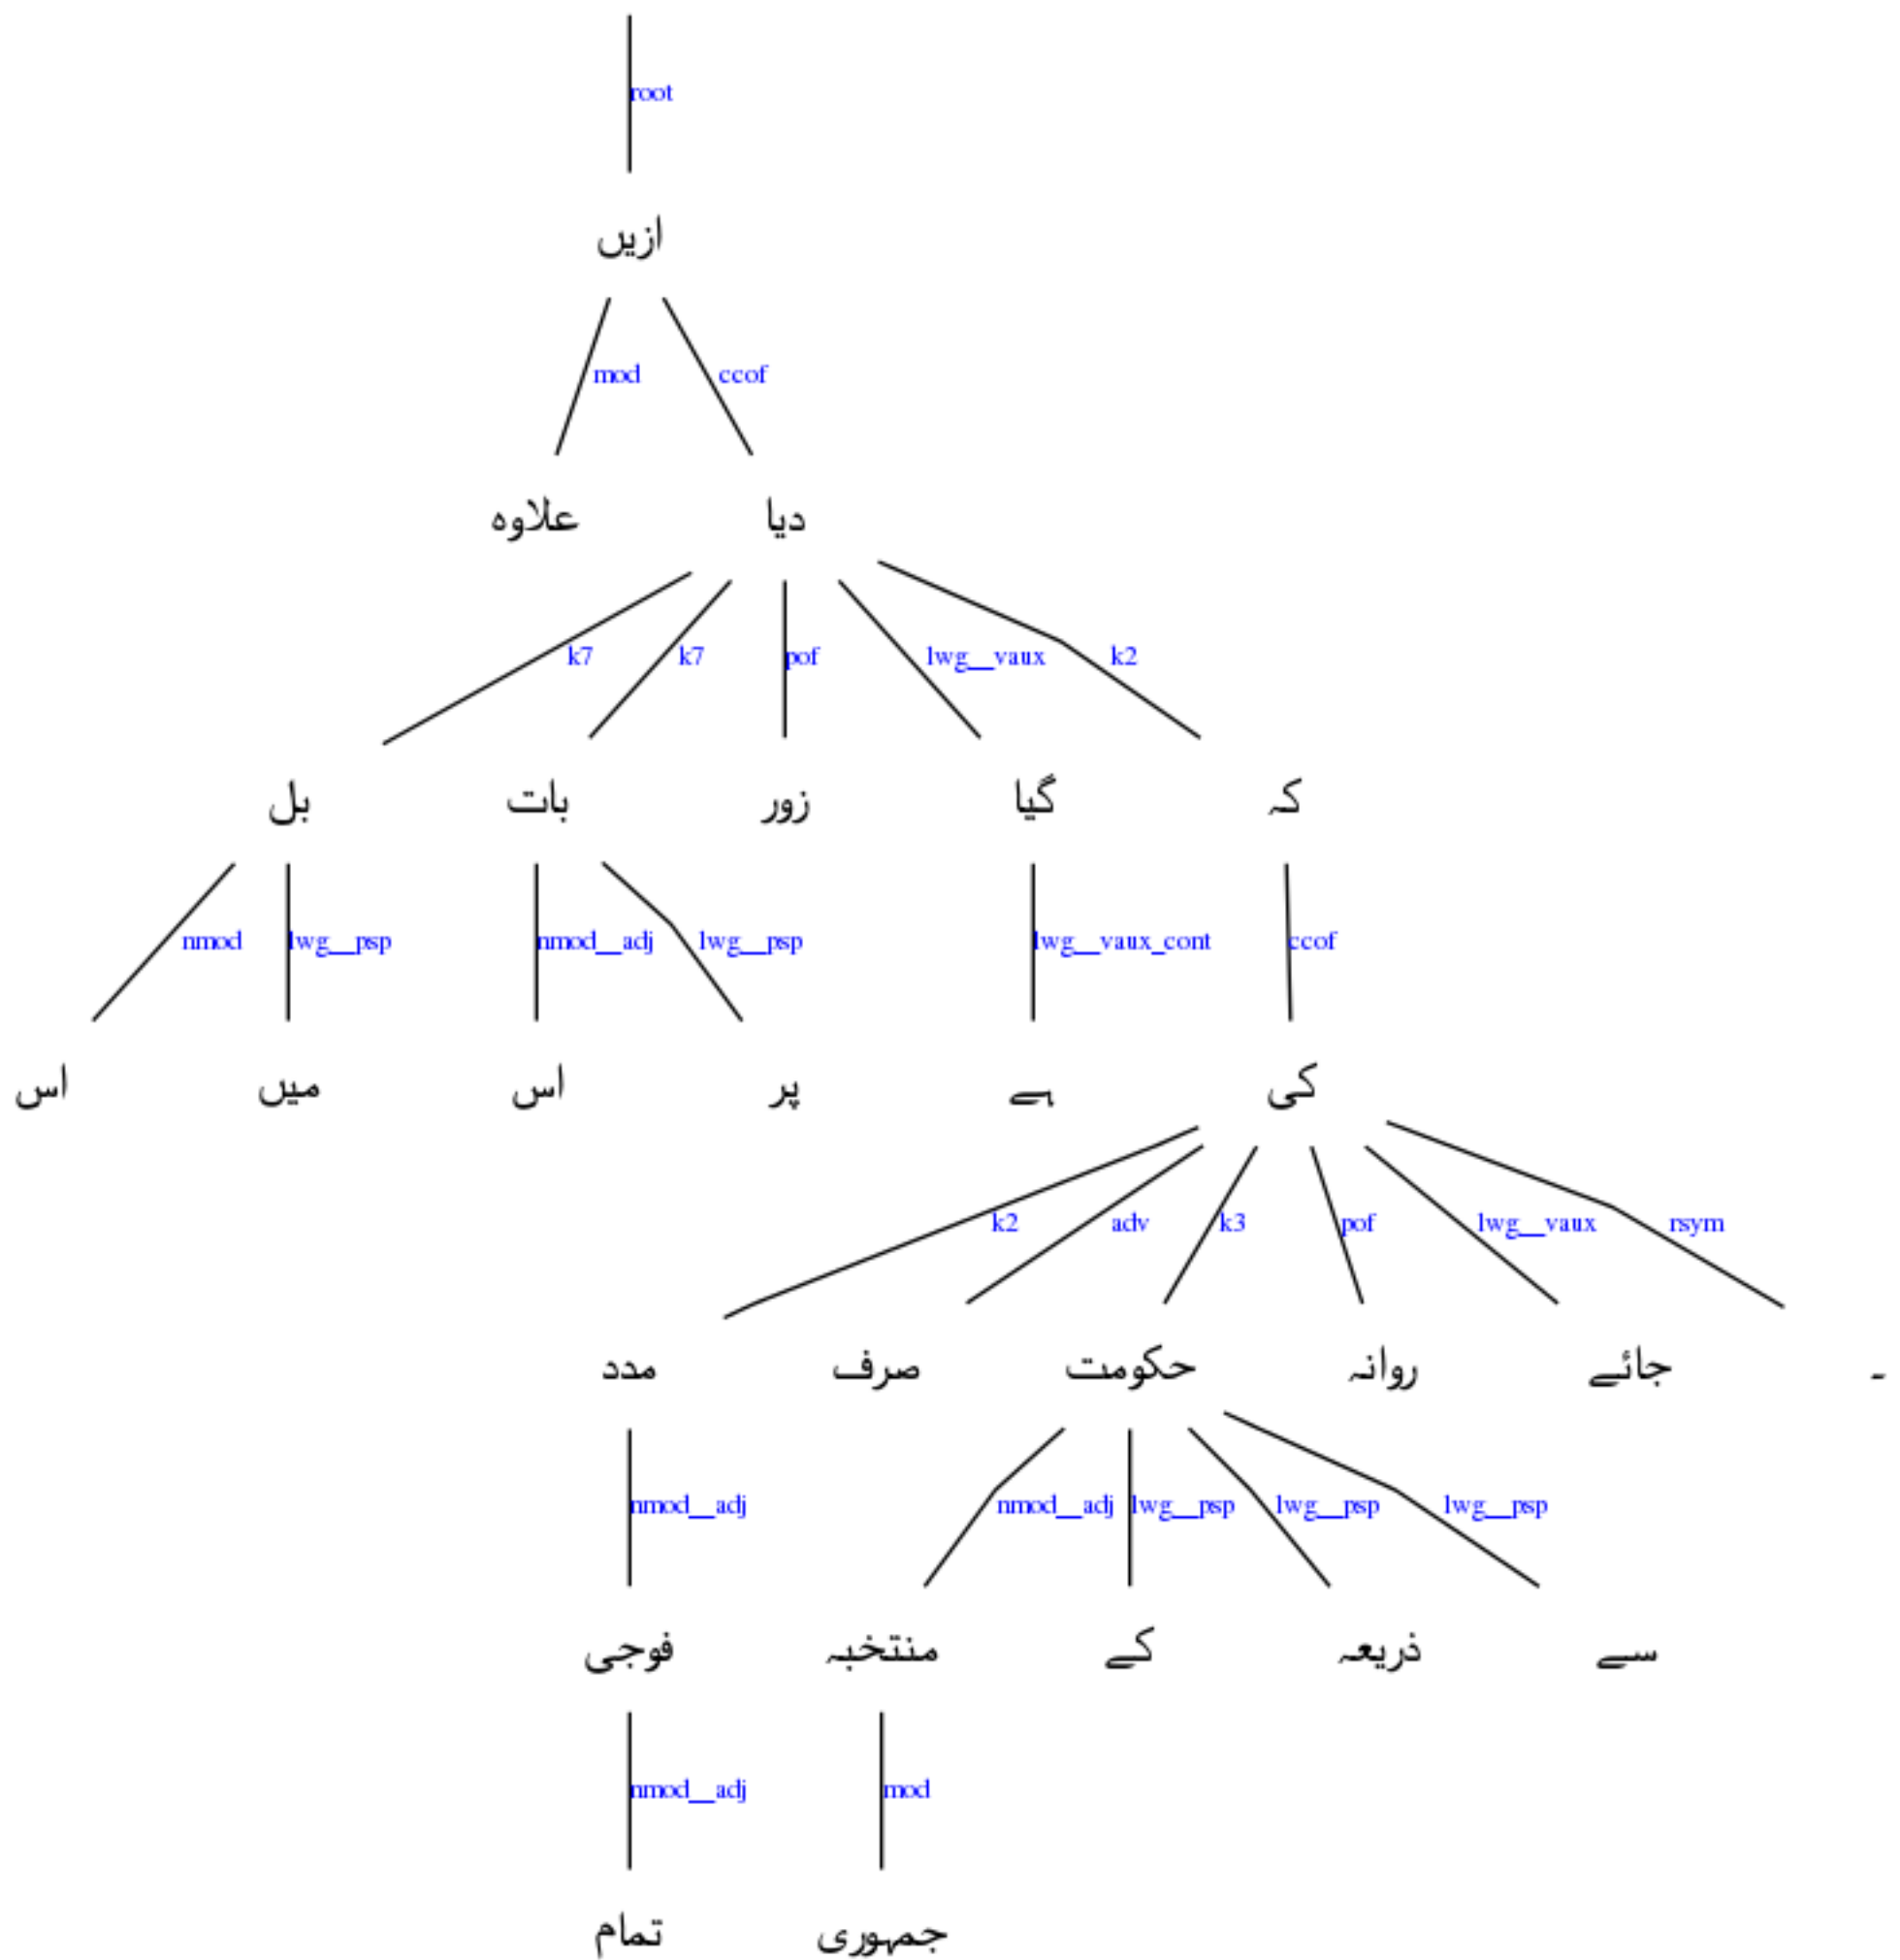 root
ازیں
mod ccof
علاوہ دیا
k7 k7 pof lwg__vaux k2
بل بات زور گیا کہ
nmod lwg__psp nmod__adj lwg__psp lwg__vaux_cont ccof
اس میں اس پر ہے کی
k2 adv k3 pof lwg__vaux rsym
مدد صرف حکومت روانہ جائے ۔
nmod__adj nmod__adj lwg__psp lwg__psp lwg__psp
فوجی منتخبہ کے ذریعہ سے
nmod__adj mod
تمام جمہوری